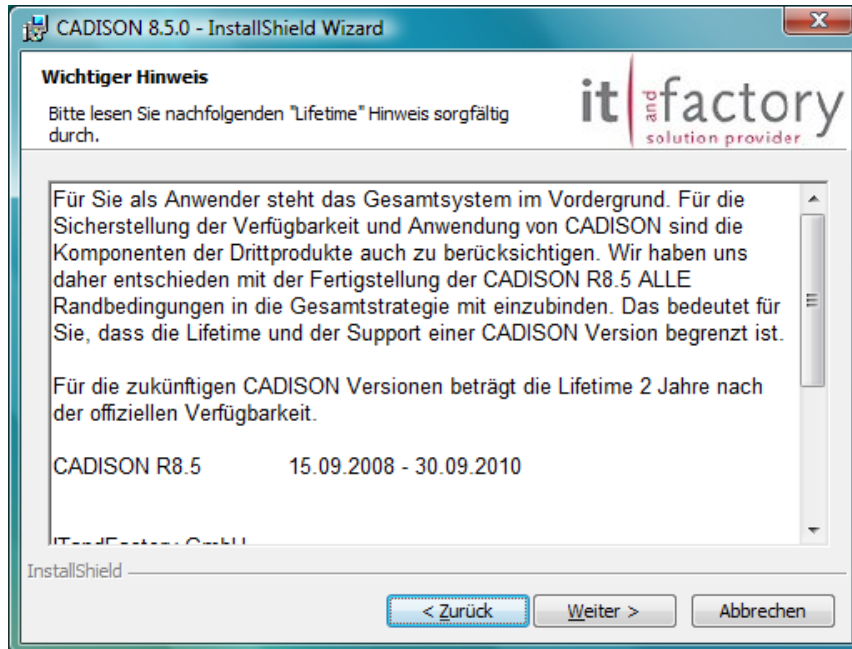 CADISON 8.5.0 - InstallShield Wizard
Wichtiger Hinweis
Bitte lesen Sie nachfolgenden "Lifetime" Hinweis sorgfältig
durch.
it and factory
solution provider
Für Sie als Anwender steht das Gesamtsystem im Vordergrund. Für die
Sicherstellung der Verfügbarkeit und Anwendung von CADISON sind die
Komponenten der Drittprodukte auch zu berücksichtigen. Wir haben uns
daher entschieden mit der Fertigstellung der CADISON R8.5 ALLE
Randbedingungen in die Gesamtstrategie mit einzubinden. Das bedeutet für
Sie, dass die Lifetime und der Support einer CADISON Version begrenzt ist.
Für die zukünftigen CADISON Versionen beträgt die Lifetime 2 Jahre nach
der offiziellen Verfügbarkeit.
CADISON R8.5 15.09.2008 - 30.09.2010
ITandFactory GmbH
InstallShield
< Zurück
Weiter >
Abbrechen